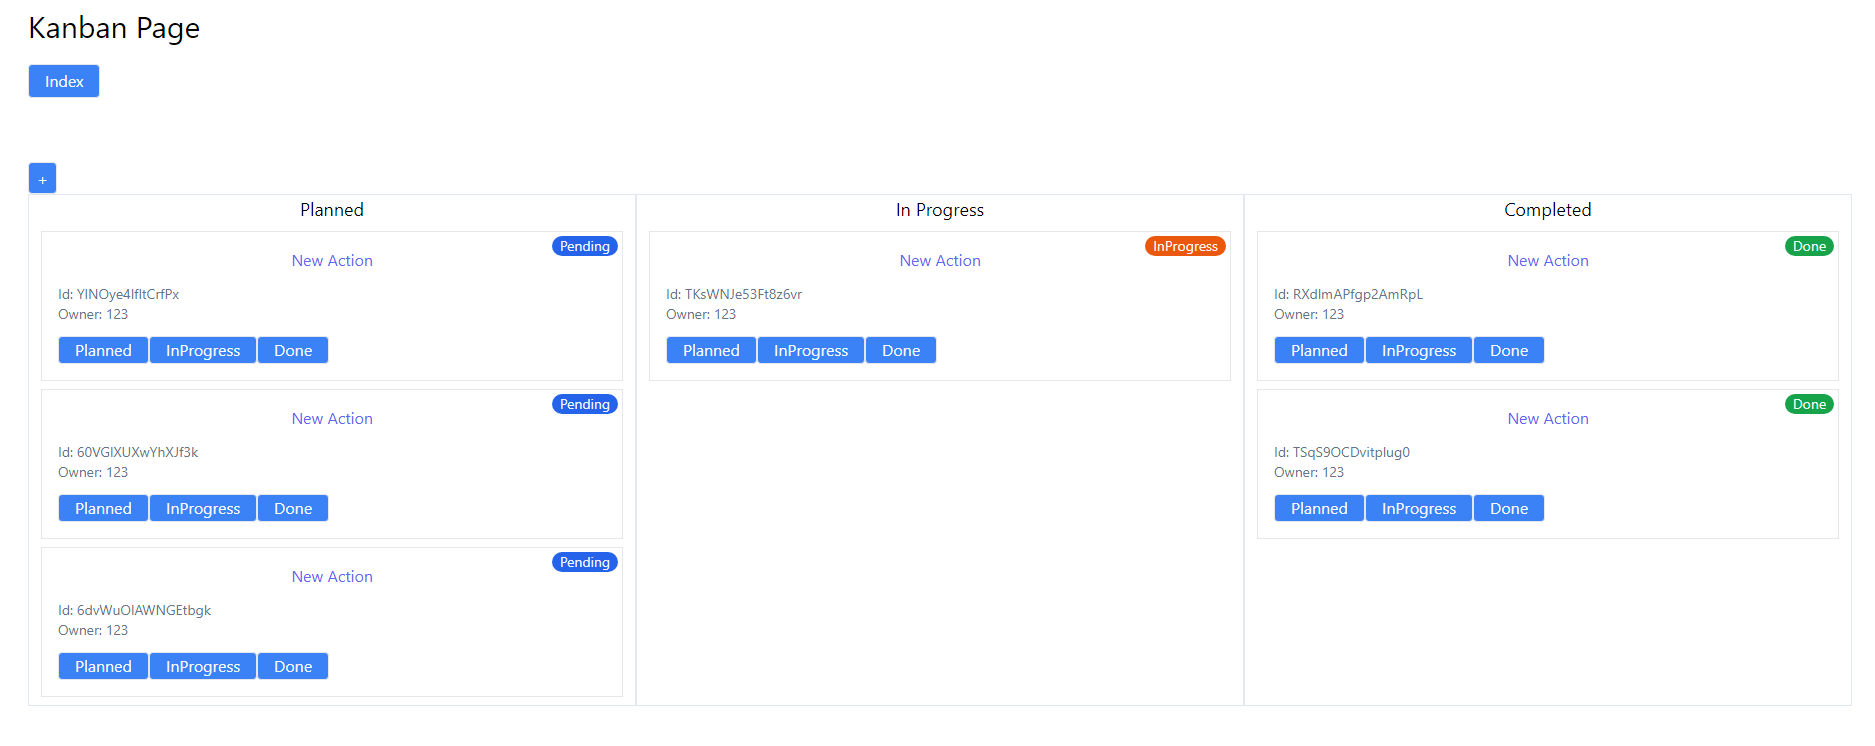 Kanban Page
Index
+
Planned
Pending
New Action
Id: YINOye4IfItCrfPx
Owner: 123
Planned InProgress Done
Pending
New Action
Id: 60VGIXUXwYhXJf3k
Owner: 123
Planned InProgress Done
Pending
New Action
Id: 6dvWuOIAWNGEtbgk
Owner: 123
Planned InProgress Done
In Progress
InProgress
New Action
Id: TKsWNJe53Ft8z6vr
Owner: 123
Planned InProgress Done
Completed
Done
New Action
Id: RXdImAPfgp2AmRpL
Owner: 123
Planned InProgress Done
Done
New Action
Id: TSqS9OCDvitpIug0
Owner: 123
Planned InProgress Done